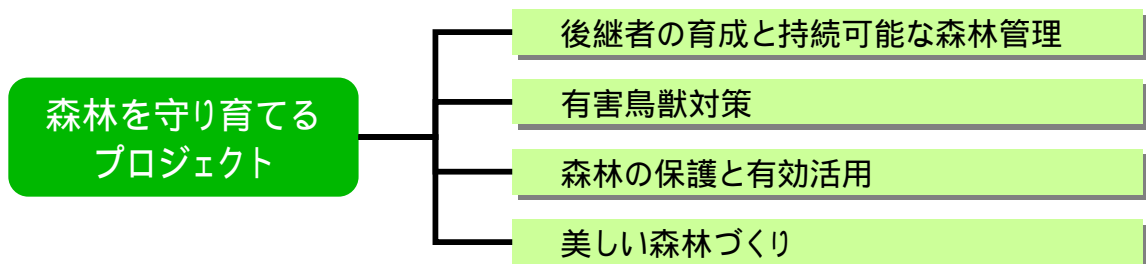 森林を守り育てる
プロジェクト
後継者の育成と持続可能な森林管理
有害鳥獣対策
森林の保護と有効活用
美しい森林づくり